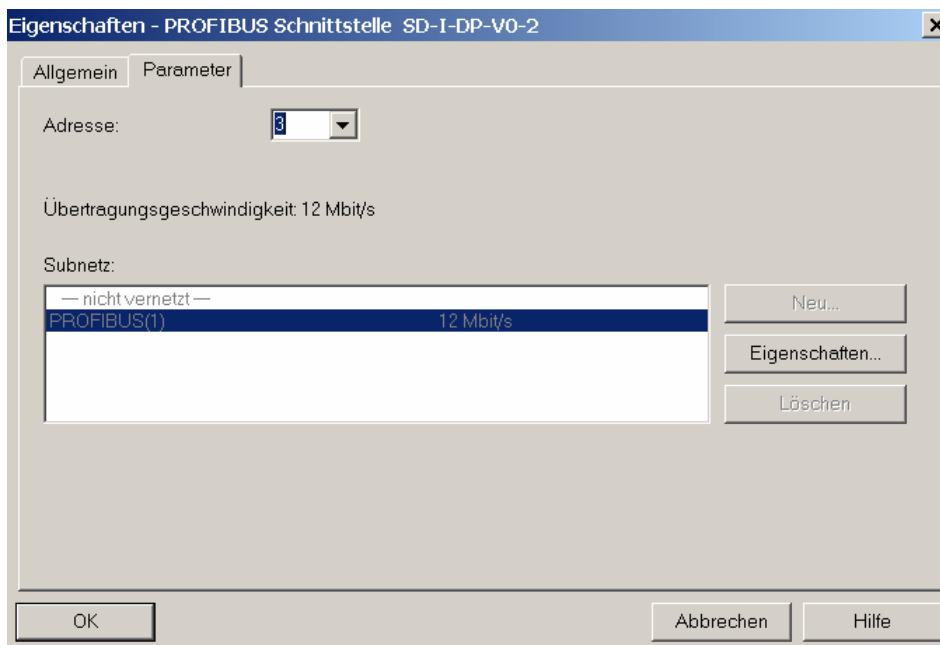 Eigenschaften - PROFIBUS Schnittstelle SD-I-DP-V0-2
Allgemein Parameter
Adresse: 3
Übertragungsgeschwindigkeit: 12 Mbit/s
Subnetz:
— nicht vernetzt —
PROFIBUS(1) 12 Mbit/s
Neu...
Eigenschaften...
Löschen
OK Abbrechen Hilfe